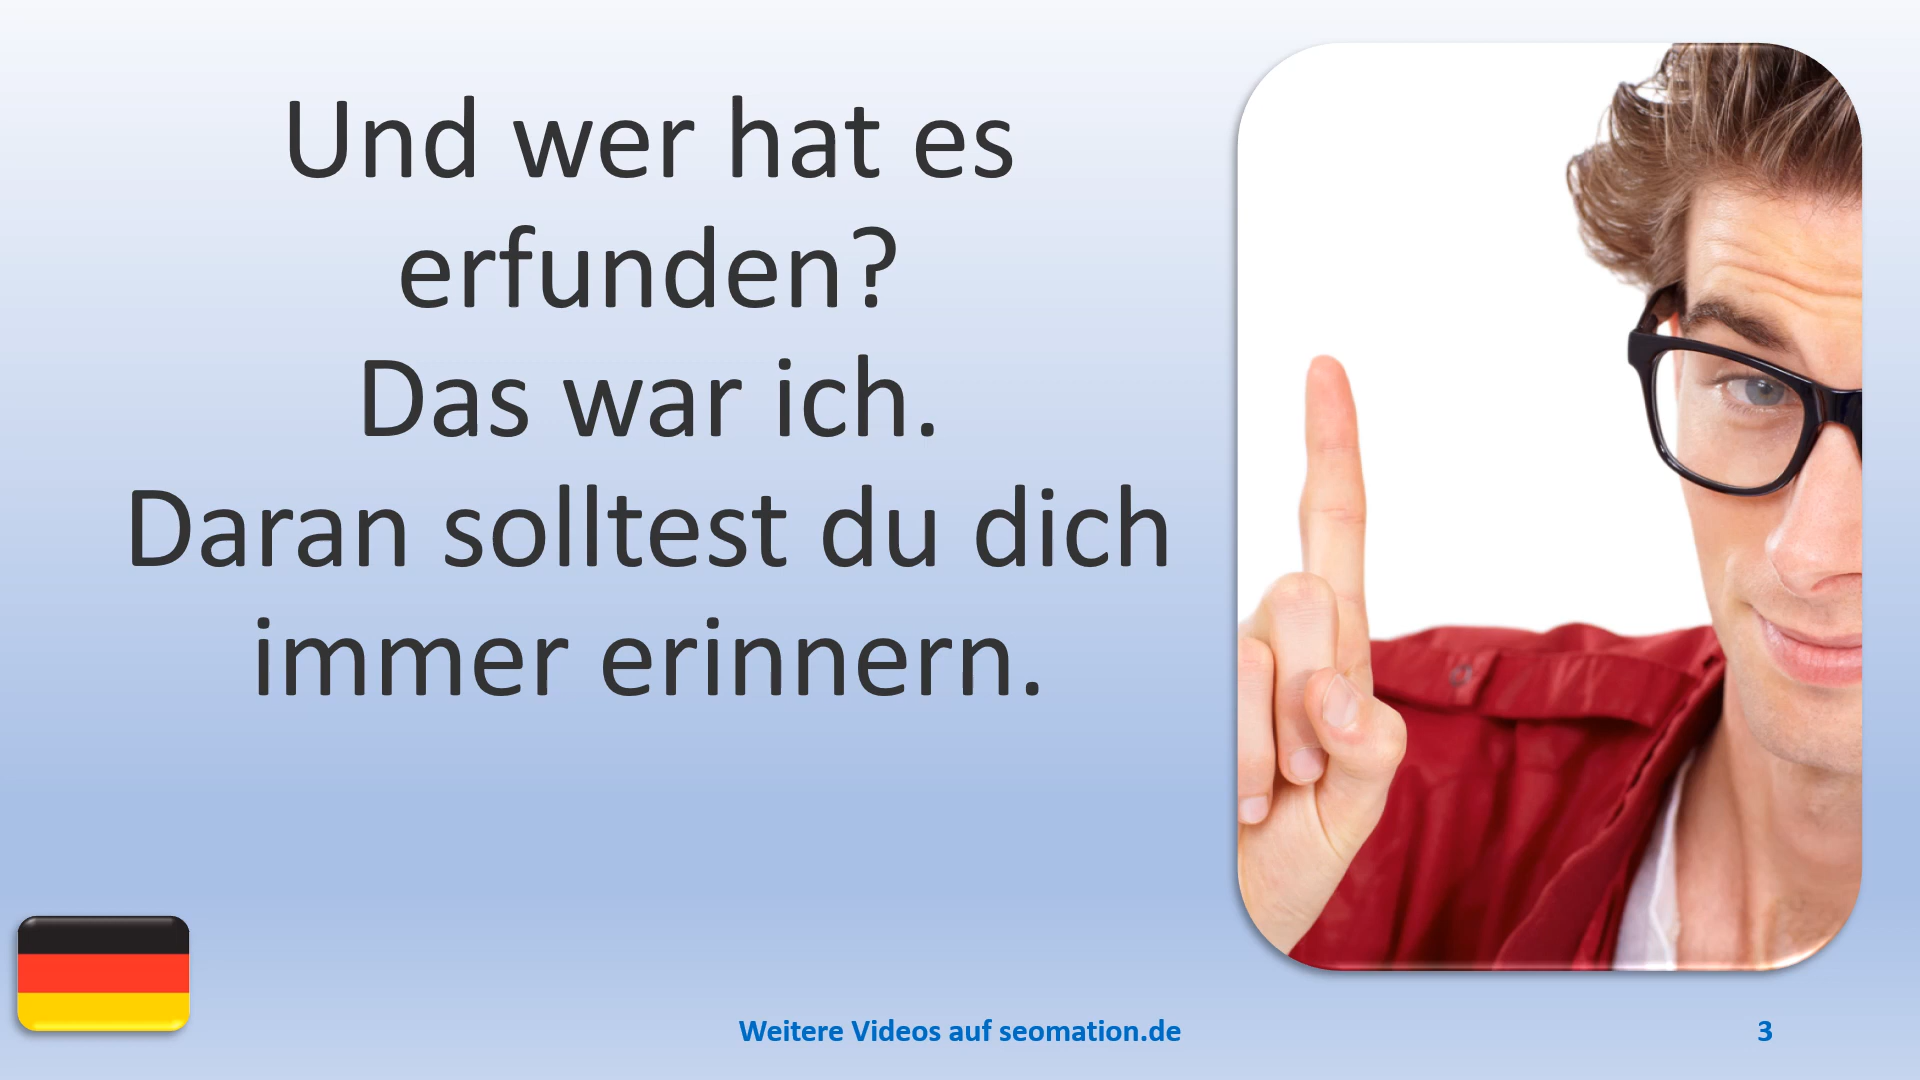 Und wer hat es
erfunden?
Das war ich.
Daran solltest du dich
immer erinnern.
Weitere Videos auf seomation.de
3